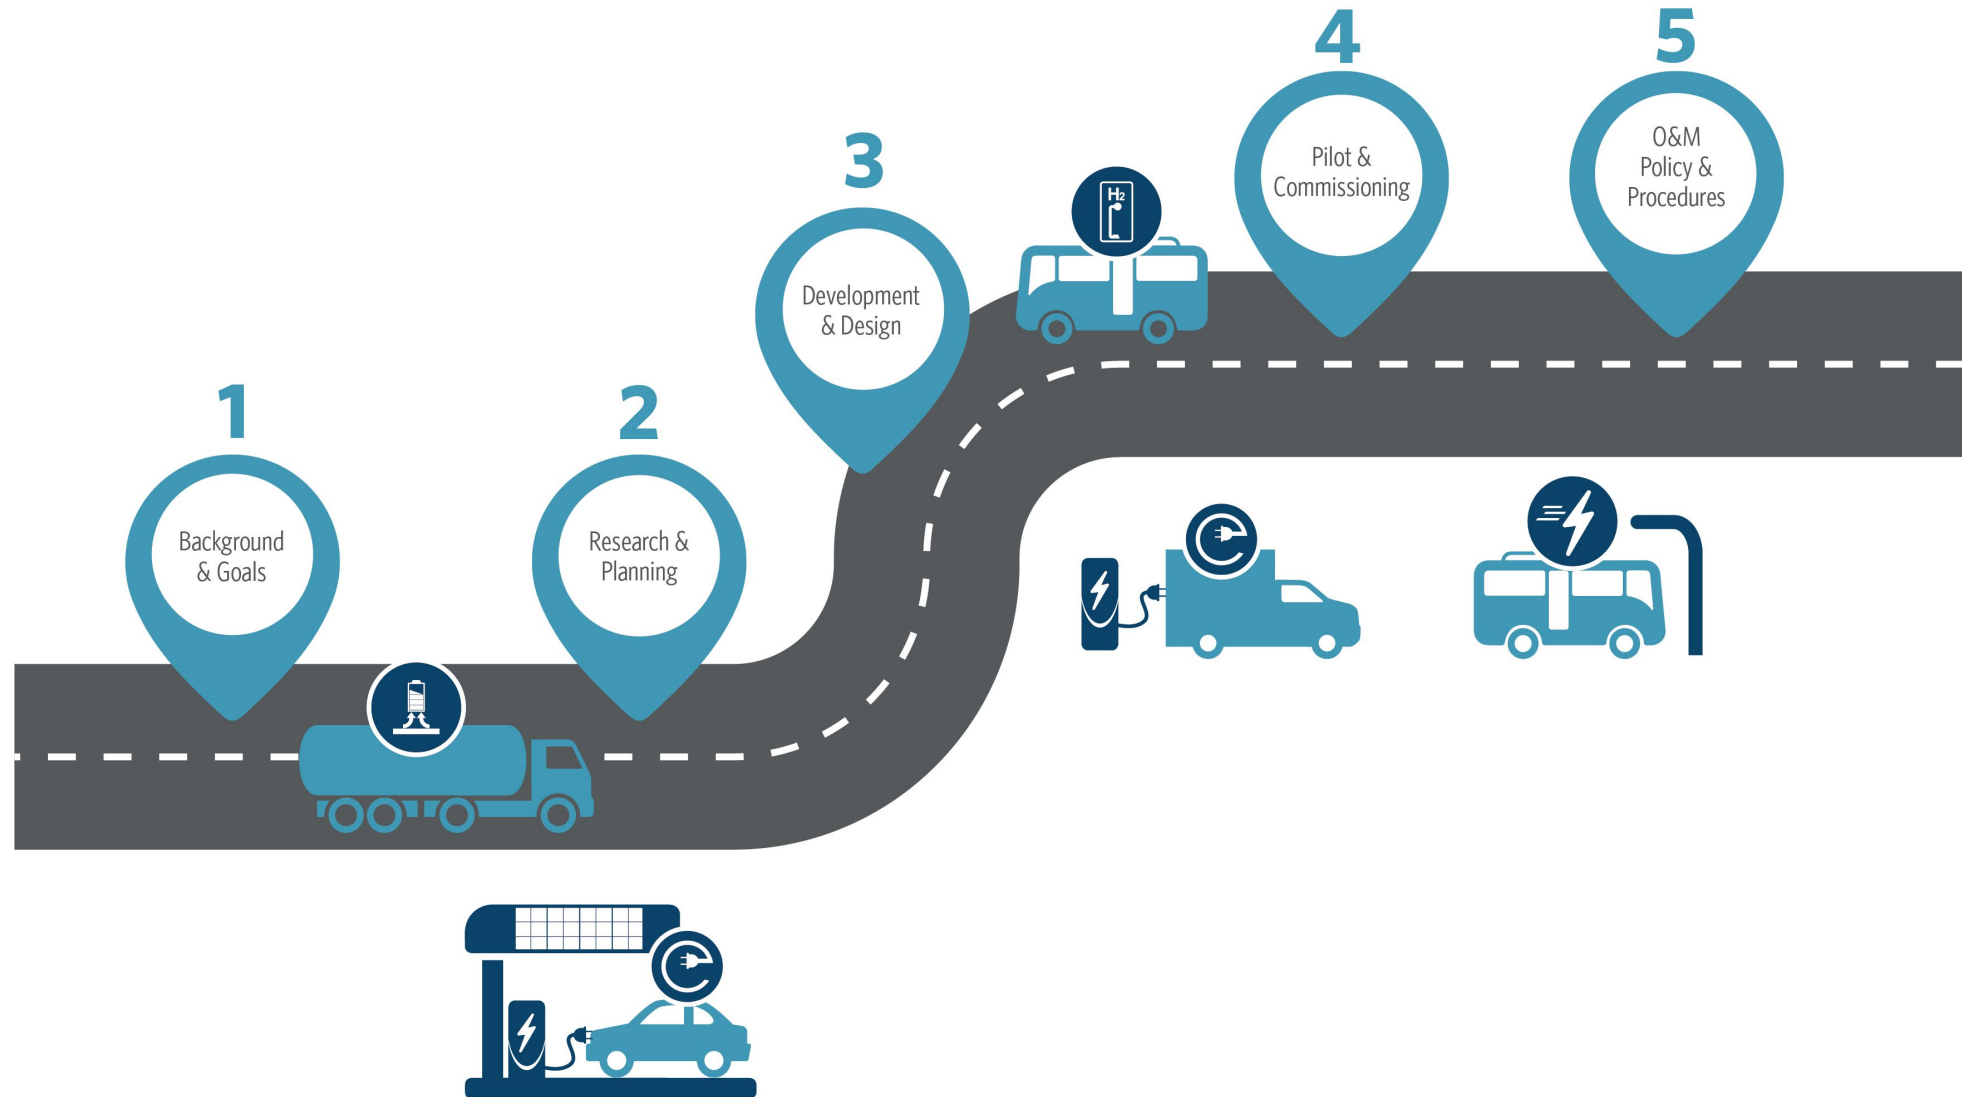 1
Background
& Goals
2
Research &
Planning
3
Development
& Design
H2
4
Pilot &
Commissioning
5
O&M
Policy &
Procedures